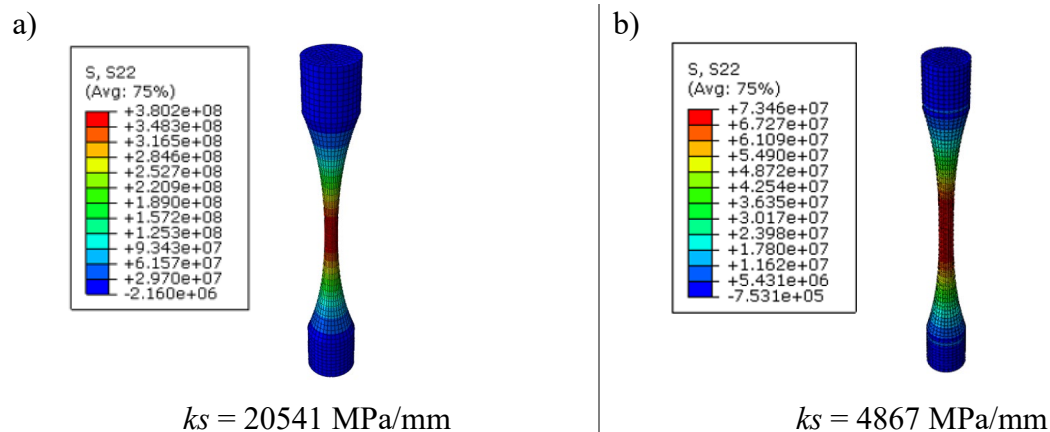 a)
S, S22
(Avg: 75%)
+3.802e+08
+3.483e+08
+3.165e+08
+2.846e+08
+2.527e+08
+2.209e+08
+1.890e+08
+1.572e+08
+1.253e+08
+9.343e+07
+6.157e+07
+2.970e+07
-2.160e+06
ks = 20541 MPa/mm
b)
S, S22
(Avg: 75%)
+7.346e+07
+6.727e+07
+6.109e+07
+5.490e+07
+4.872e+07
+4.254e+07
+3.635e+07
+3.017e+07
+2.398e+07
+1.780e+07
+1.162e+07
+5.431e+06
-7.531e+05
ks = 4867 MPa/mm